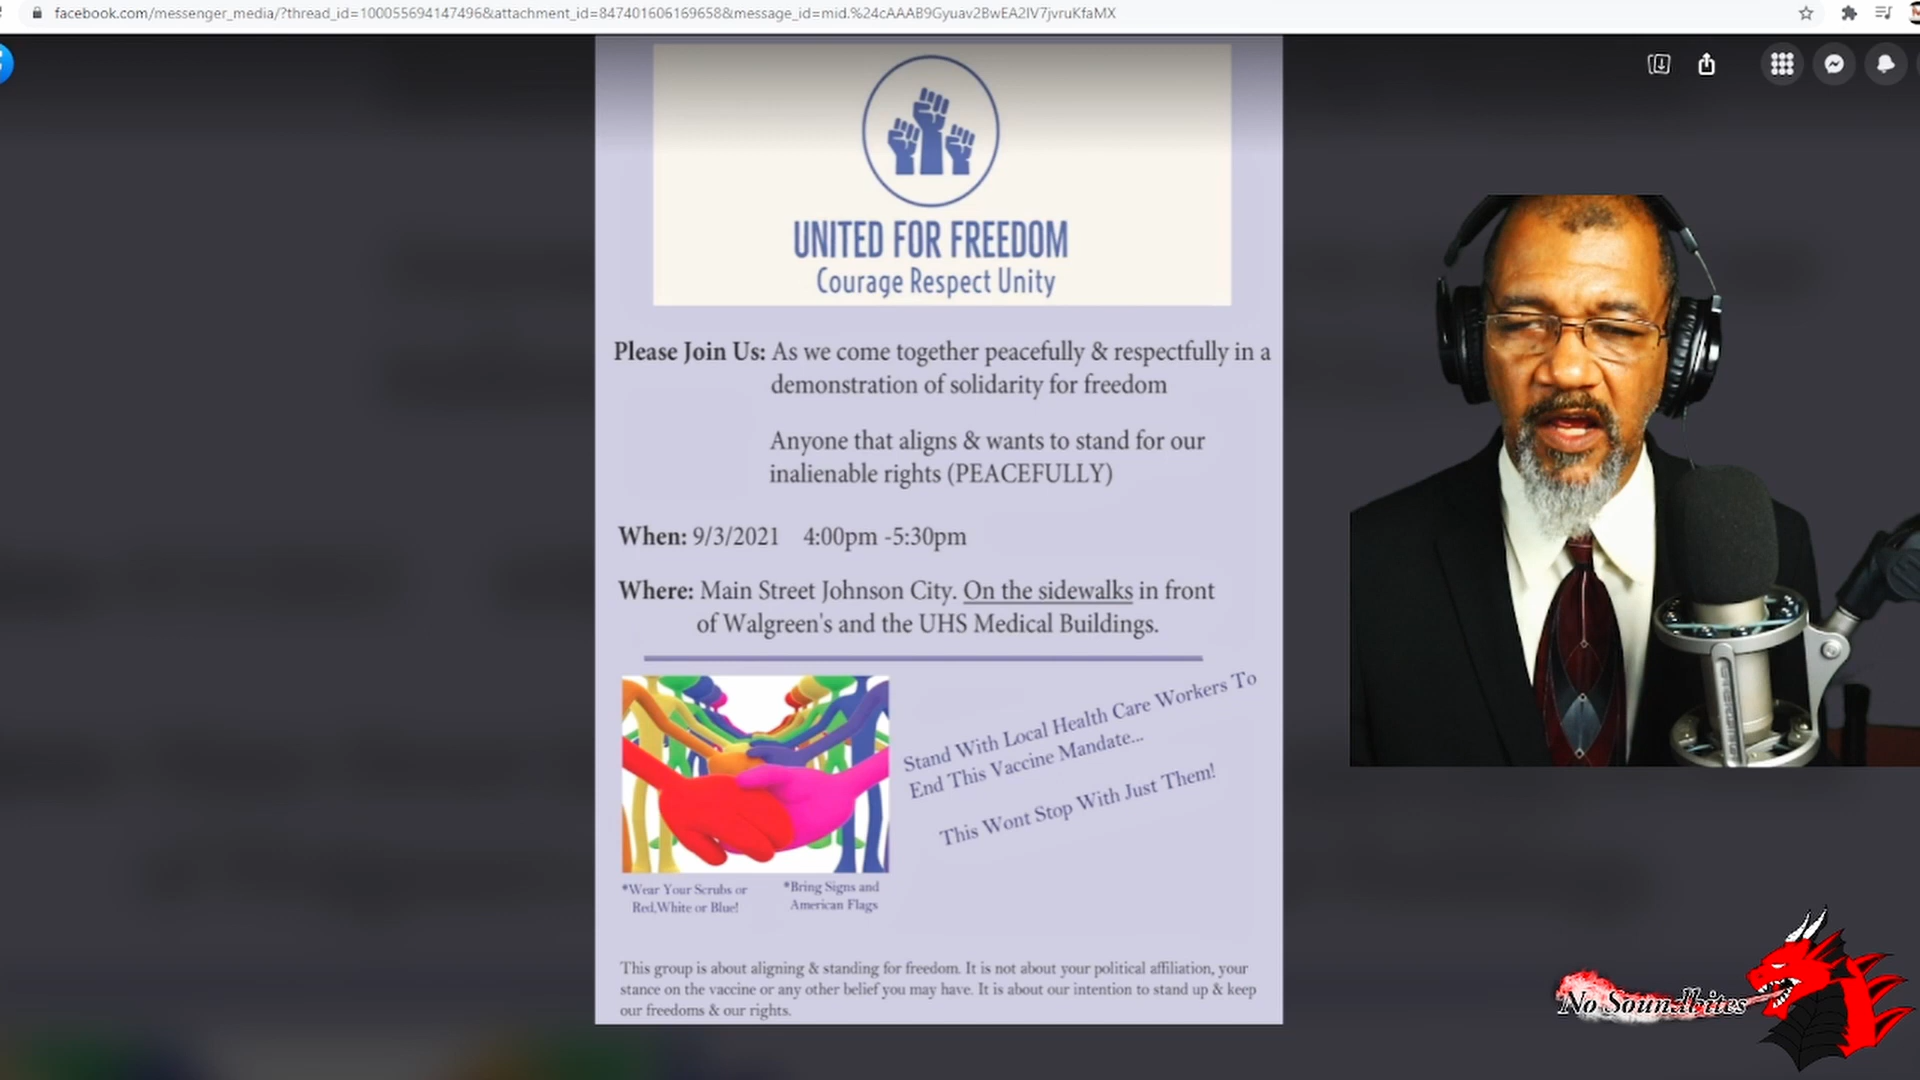 facebook.com/messenger_media/?thread_id=100055694147496&attachment_id=847401606169658&message_id=mid.%24cAAAB9Gyuav2BwEA2IV7jvruKfaMX
UNITED FOR FREEDOM
Courage Respect Unity
Please Join Us: As we come together peacefully & respectfully in a
demonstration of solidarity for freedom
Anyone that aligns & wants to stand for our
inalienable rights (PEACEFULLY)
When: 9/3/2021 4:00pm -5:30pm
Where: Main Street Johnson City. On the sidewalks in front
of Walgreen's and the UHS Medical Buildings.
Stand With Local Health Care Workers To
End This Vaccine Mandate...
This Wont Stop With Just Them!
*Wear Your Scrubs or
Red,White or Blue!
*Bring Signs and
American Flags
This group is about aligning & standing for freedom. It is not about your political affiliation, your
stance on the vaccine or any other belief you may have. It is about our intention to stand up & keep
our freedoms & our rights.
No Soundbites